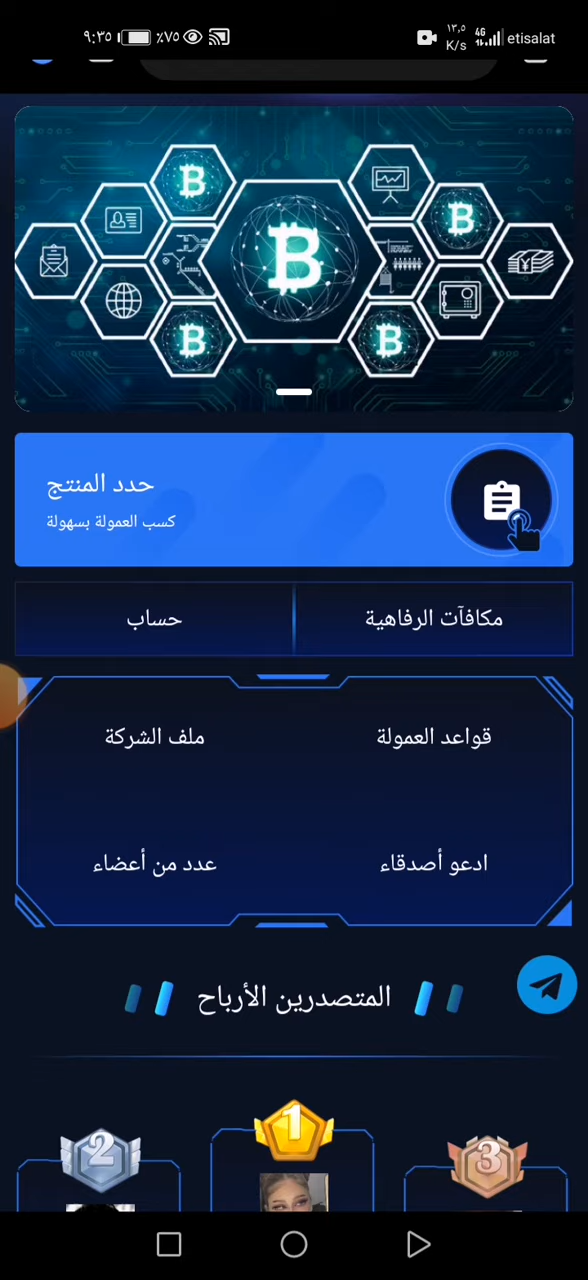 ٩:٣٥ ٪٧٥ ١٣,٥ K/s 4G etisalat
حدد المنتج
كسب العمولة بسهولة
مكافآت الرفاهية حساب
قواعد العمولة ملف الشركة
ادعو أصدقاء عدد من أعضاء
المتصدرين الأرباح
1
2 3